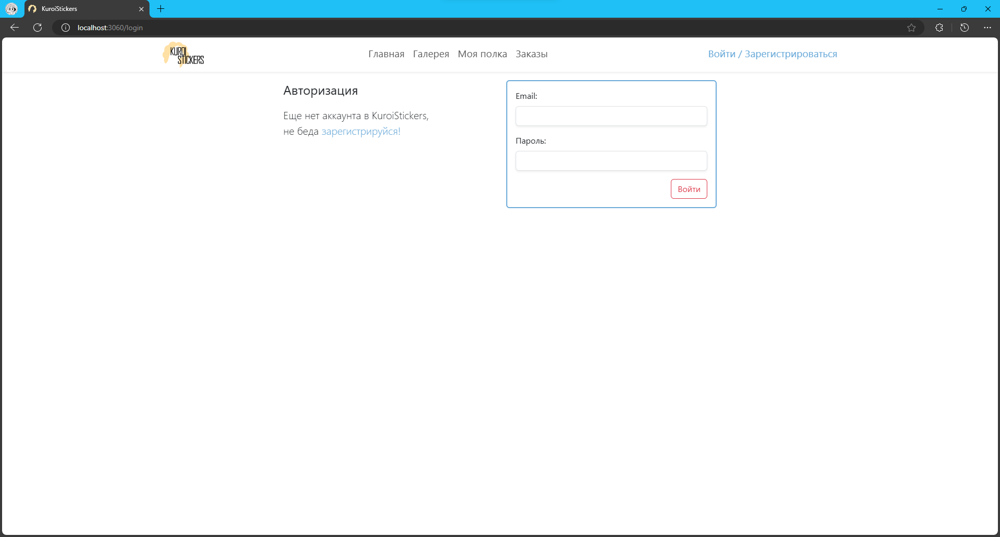 KuroiStickers
localhost:3060/login
KUROI
STICKERS
Главная Галерея Моя полка Заказы
Войти / Зарегистрироваться
Авторизация
Еще нет аккаунта в KuroiStickers,
не беда зарегистрируйся!
Email:
Пароль:
Войти